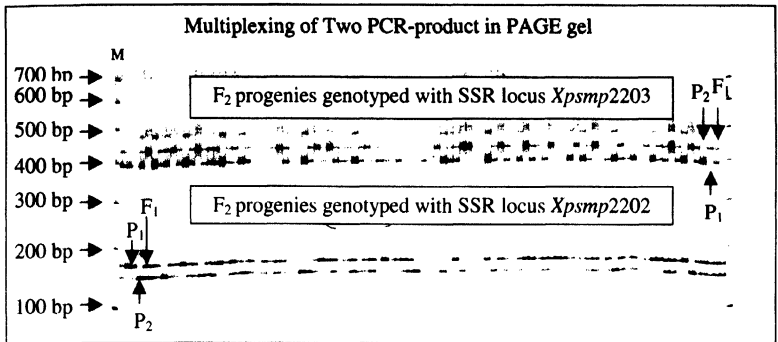 Multiplexing of Two PCR-product in PAGE gel
M
700 bp
600 bp
F₂ progenies genotyped with SSR locus Xpsmp2203
P₂ F₁
500 bp
400 bp
300 bp
F₂ progenies genotyped with SSR locus Xpsmp2202
P₁
F₁
P₁
200 bp
100 bp
P₂